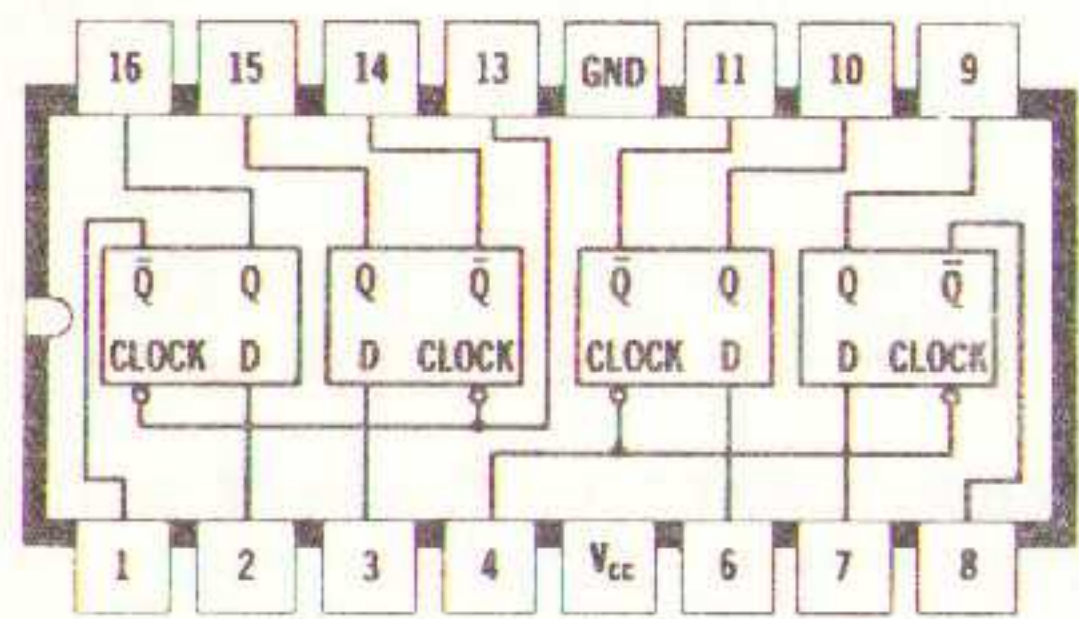 16 15 14 13 GND 11 10 9
Q̅ Q Q Q̅ Q̅ Q Q Q̅
CLOCK D D CLOCK CLOCK D D CLOCK
1 2 3 4 Vcc 6 7 8